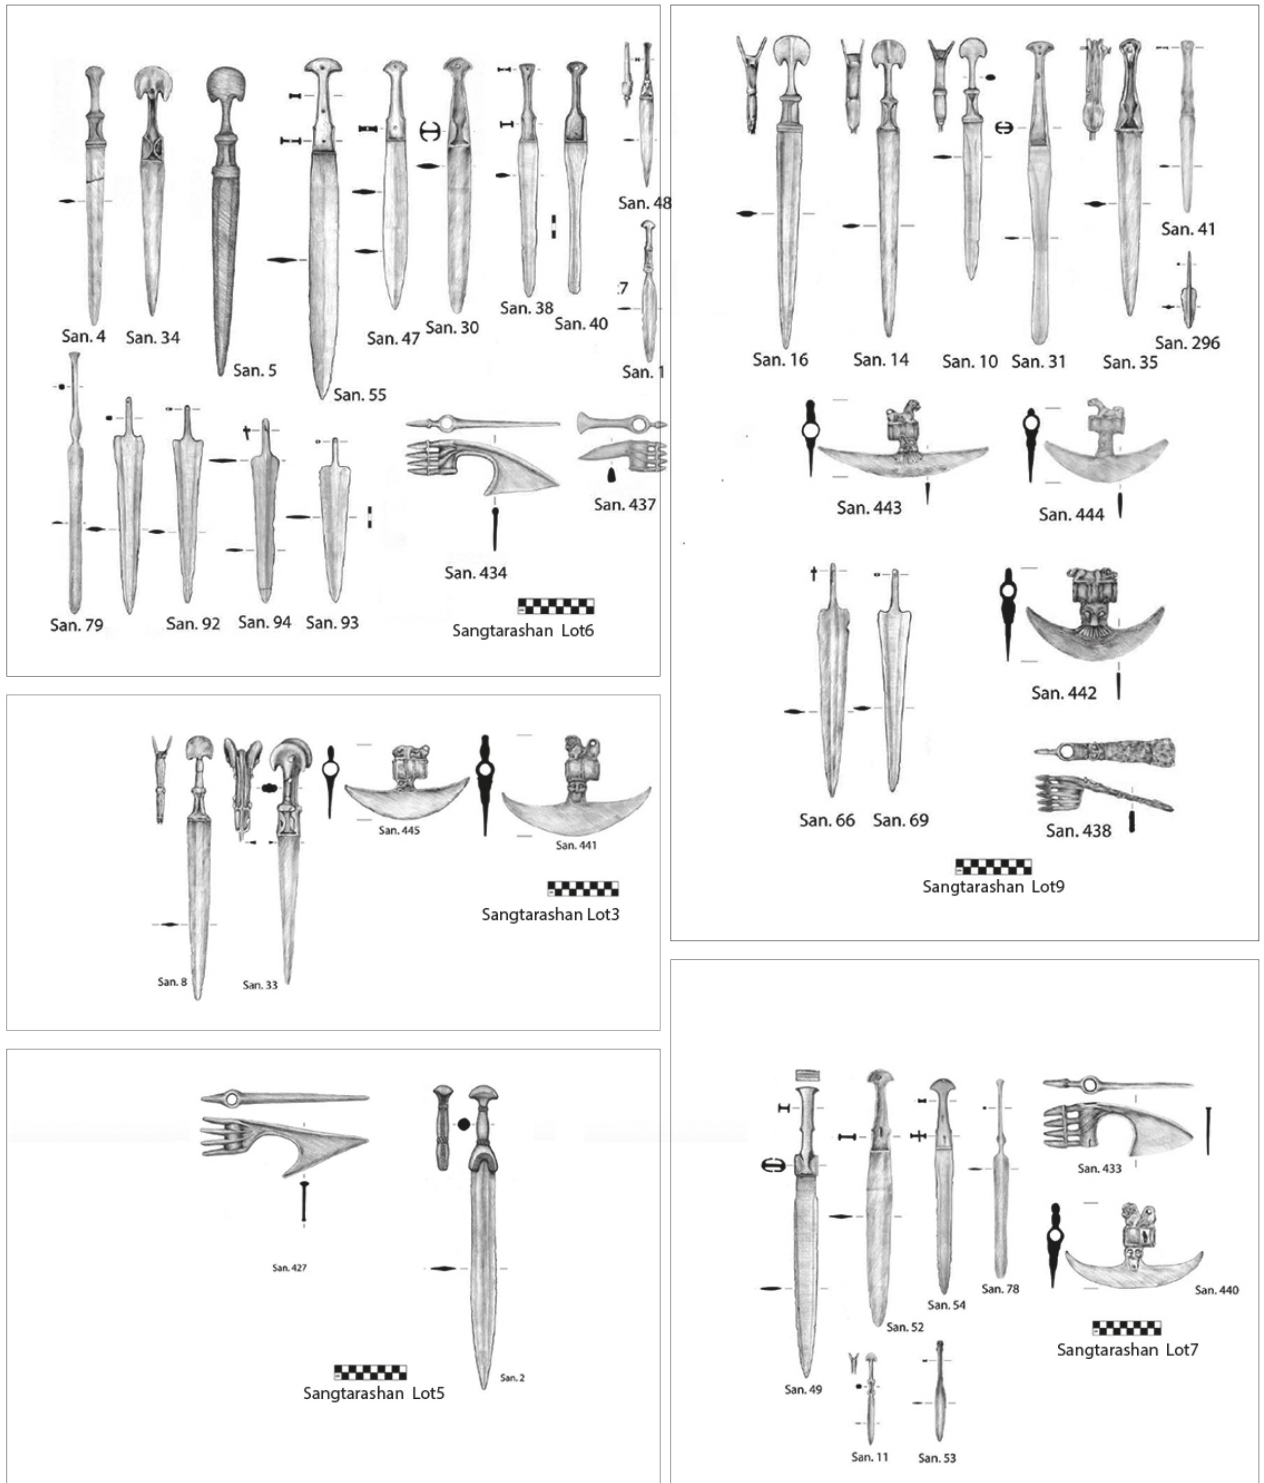 San. 48
San. 4
San. 34
San. 5
San. 55
San. 47
San. 30
San. 38
San. 40
:7
San. 1
San. 79
San. 92
San. 94
San. 93
San. 434
San. 437
Sangtarashan Lot6
San. 8
San. 33
San. 445
San. 441
Sangtarashan Lot3
San. 427
San. 2
Sangtarashan Lot5
San. 16
San. 14
San. 10
San. 31
San. 35
San. 41
San. 296
San. 443
San. 444
San. 442
San. 66
San. 69
San. 438
Sangtarashan Lot9
San. 49
San. 52
San. 54
San. 78
San. 433
San. 440
San. 11
San. 53
Sangtarashan Lot7